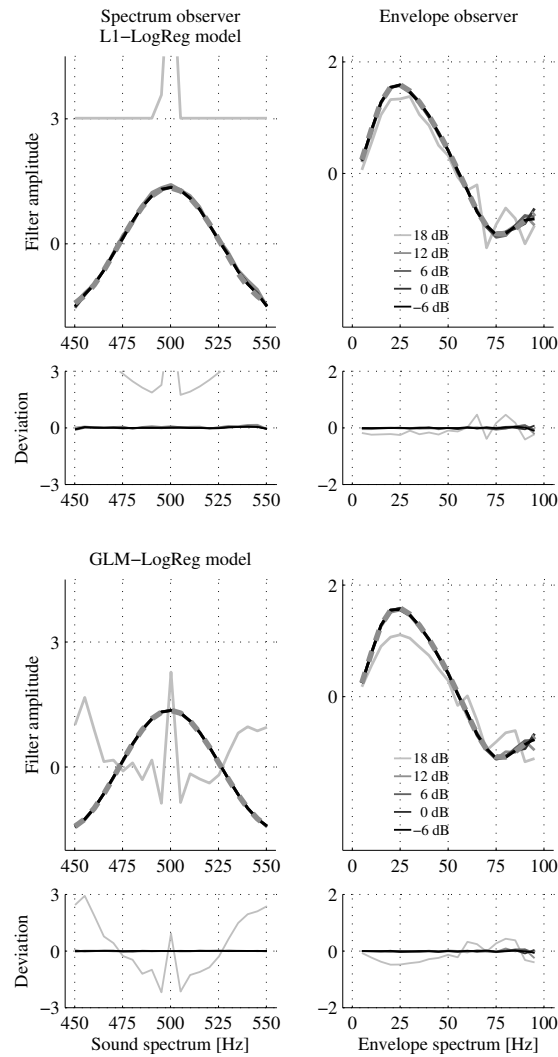 Spectrum observer
L1−LogReg model
Envelope observer
Filter amplitude
3
0
450 475 500 525 550
2
0
18 dB
12 dB
6 dB
0 dB
−6 dB
0 25 50 75 100
Deviation
3
0
−3
450 475 500 525 550
2
0
−2
0 25 50 75 100
GLM−LogReg model
Filter amplitude
3
0
450 475 500 525 550
2
0
18 dB
12 dB
6 dB
0 dB
−6 dB
0 25 50 75 100
Deviation
3
0
−3
450 475 500 525 550
Sound spectrum [Hz]
2
0
−2
0 25 50 75 100
Envelope spectrum [Hz]